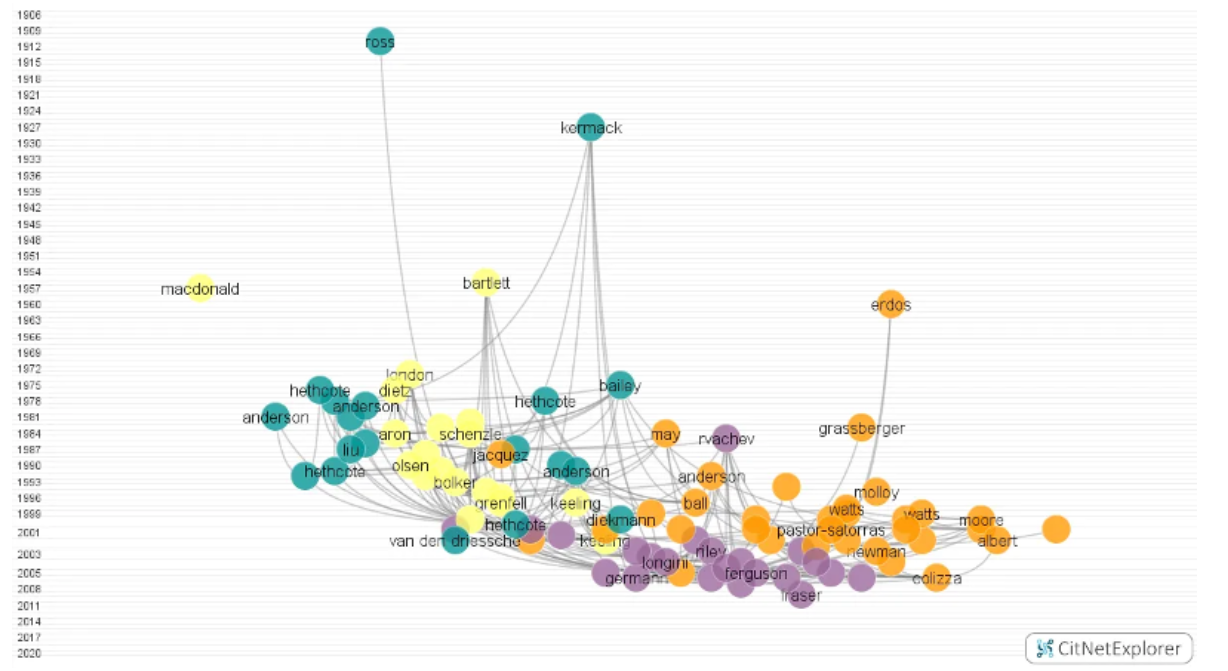 1906
1909
1912
1915
1918
1921
1924
1927
1930
1933
1936
1939
1942
1945
1948
1951
1954
1957
1960
1963
1966
1969
1972
1975
1978
1981
1984
1987
1990
1993
1996
1999
2001
2003
2005
2008
2011
2014
2017
2020
ross
kermack
bartlett
macdonald
erdos
london
hethcote
dietz
bailey
anderson
hethcote
anderson
aron
schenzle
may
rvachev
grassberger
liu
jacquez
olsen
hethcote
anderson
anderson
bolker
molloy
grenfell
keeling
ball
watts
watts
hethcote
diekmann
pastor-satorras
moore
van den driessche
keeling
albert
riley
newman
longini
germann
ferguson
colizza
fraser
CitNetExplorer